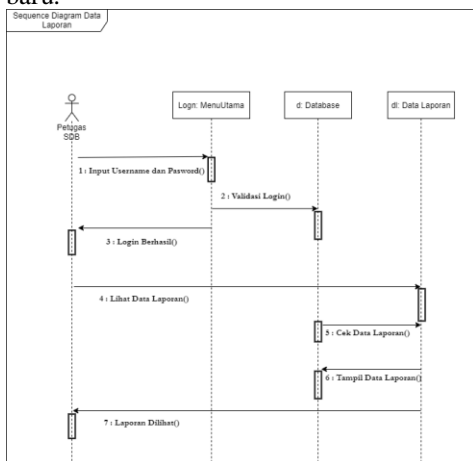 baru.
Sequence Diagram Data
Laporan
Logn: MenuUtama
d: Database
dl: Data Laporan
Petugas
SDB
1 : Input Username dan Pasword()
2 : Validasi Login()
3 : Login Berhasil()
4 : Lihat Data Laporan()
5 : Cek Data Laporan()
6 : Tampil Data Laporan()
7 : Laporan Dilihat()